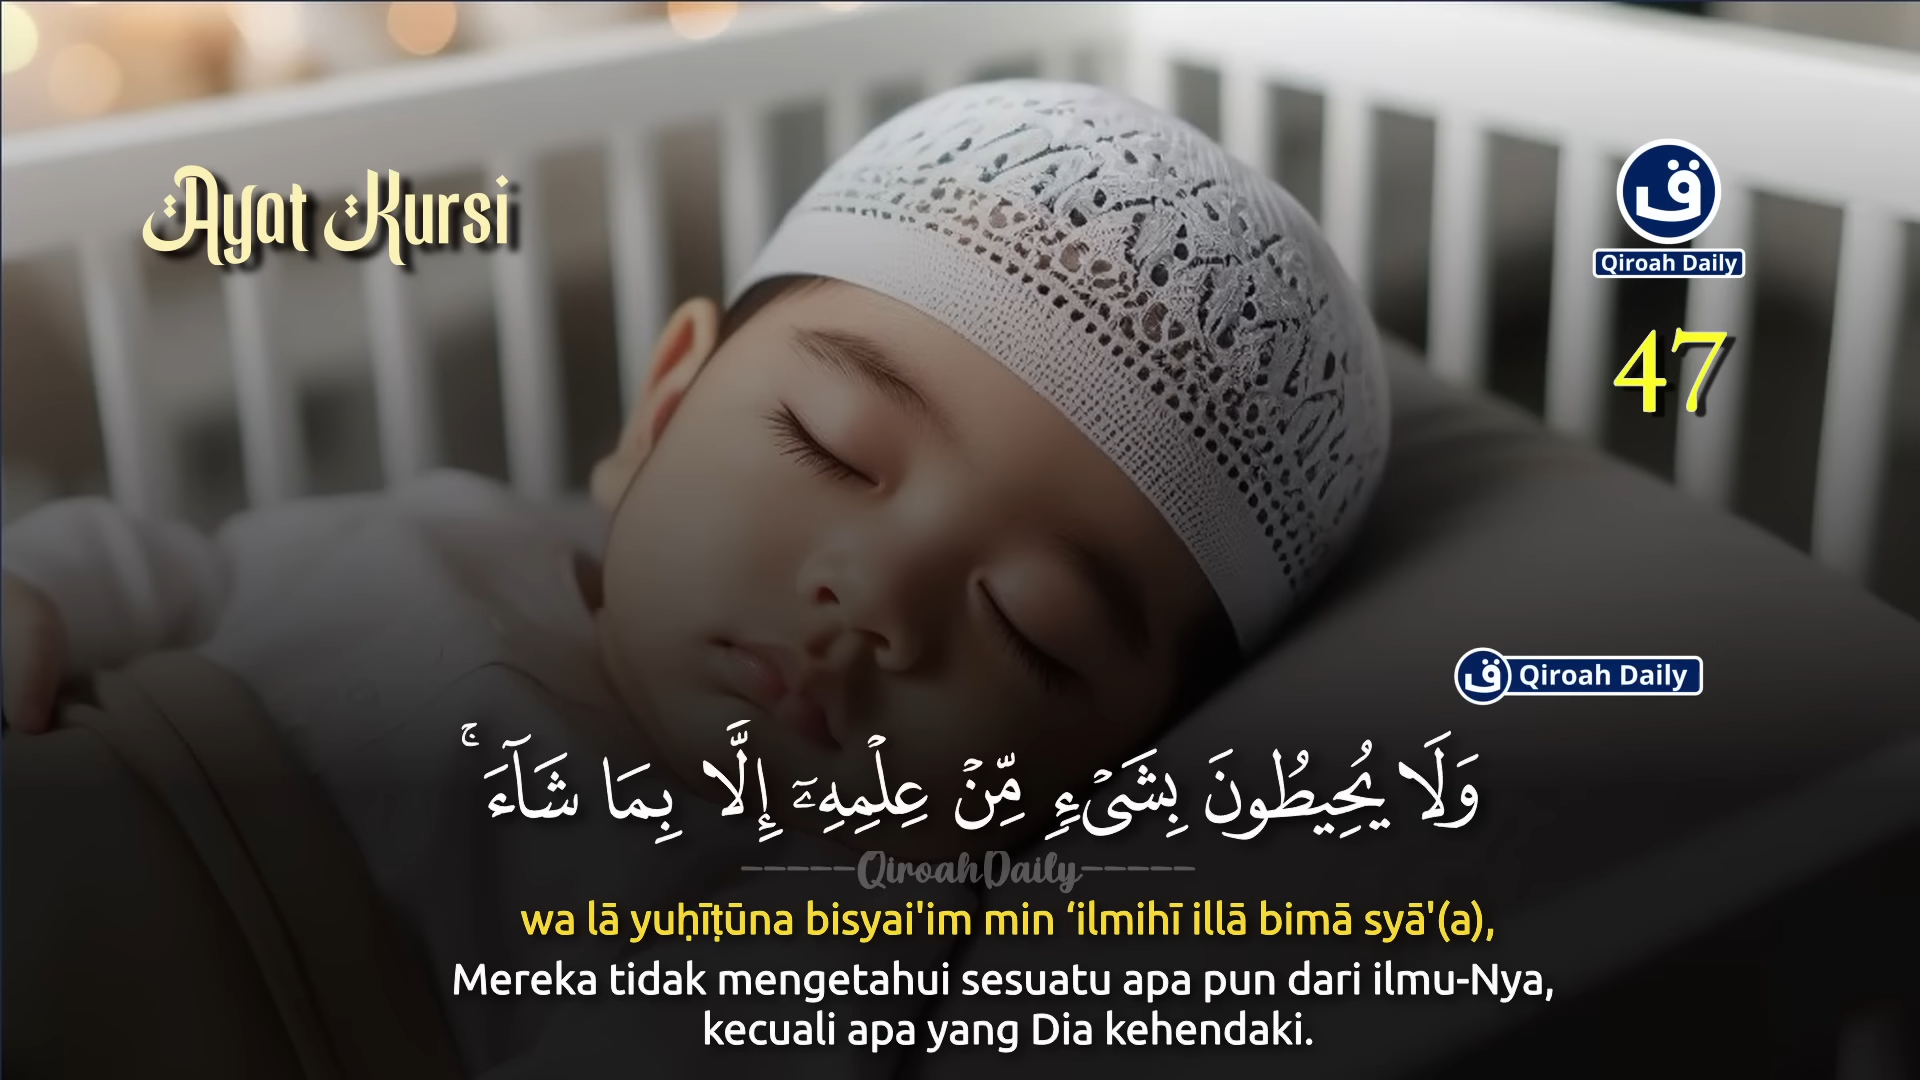 Ayat Kursi
ق
Qiroah Daily
47
ق Qiroah Daily
وَلَا يُحِيطُونَ بِشَىْءٍ مِّنْ عِلْمِهِۦٓ إِلَّا بِمَا شَآءَ ۚ
-----QiroahDaily-----
wa lā yuḥīṭūna bisyai'im min ‘ilmihī illā bimā syā'(a),
Mereka tidak mengetahui sesuatu apa pun dari ilmu-Nya,
kecuali apa yang Dia kehendaki.